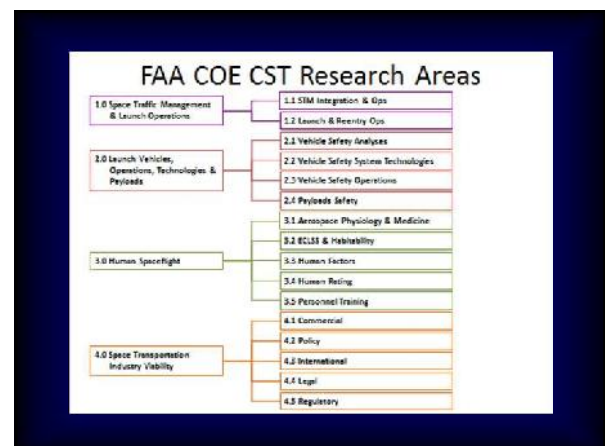 FAA COE CST Research Areas
1.0 Space Traffic Management
& Launch Operations
1.1 STM Integration & Ops
1.2 Launch & Reentry Ops
2.0 Launch Vehicles,
Operations, Technologies &
Payloads
2.1 Vehicle Safety Analyses
2.2 Vehicle Safety System Technologies
2.3 Vehicle Safety Operations
2.4 Payloads Safety
3.0 Human Spaceflight
3.1 Aerospace Physiology & Medicine
3.2 ECLSS & Habitability
3.3 Human Factors
3.4 Human Rating
3.5 Personnel Training
4.0 Space Transportation
Industry Viability
4.1 Commercial
4.2 Policy
4.3 International
4.4 Legal
4.5 Regulatory